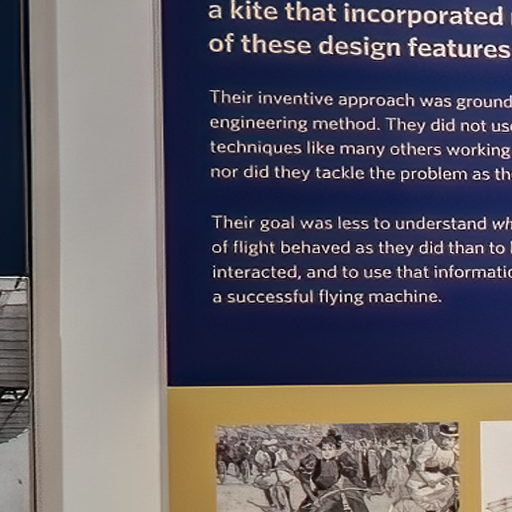 a kite that incorporated
of these design features
Their inventive approach was ground
engineering method. They did not use
techniques like many others working
nor did they tackle the problem as th
Their goal was less to understand wh
of flight behaved as they did than to
interacted, and to use that informatio
a successful flying machine.